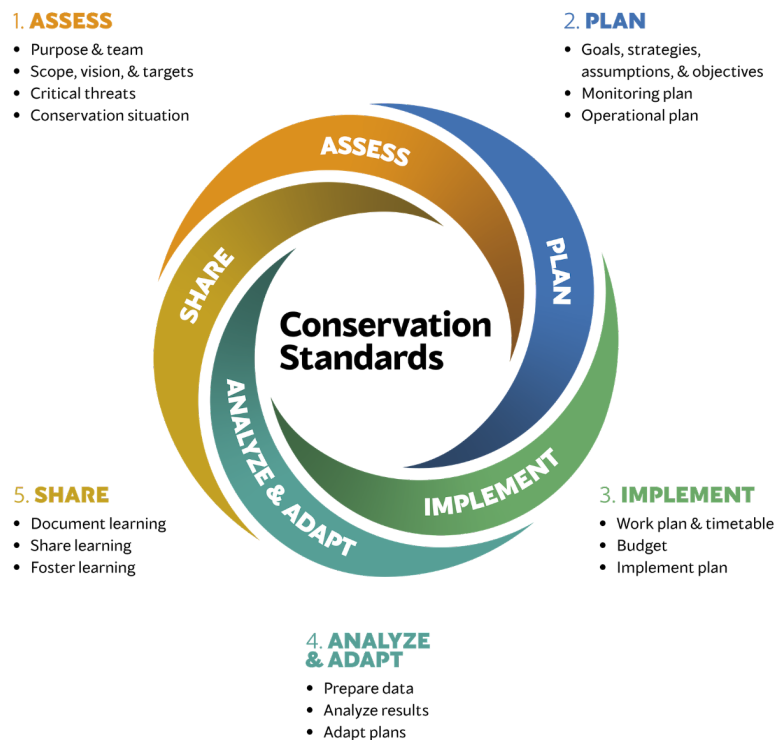 1. ASSESS
• Purpose & team
• Scope, vision, & targets
• Critical threats
• Conservation situation
2. PLAN
• Goals, strategies,
assumptions, & objectives
• Monitoring plan
• Operational plan
ASSESS
PLAN
SHARE
Conservation
Standards
ANALYZE & ADAPT
IMPLEMENT
5. SHARE
• Document learning
• Share learning
• Foster learning
3. IMPLEMENT
• Work plan & timetable
• Budget
• Implement plan
4. ANALYZE
& ADAPT
• Prepare data
• Analyze results
• Adapt plans